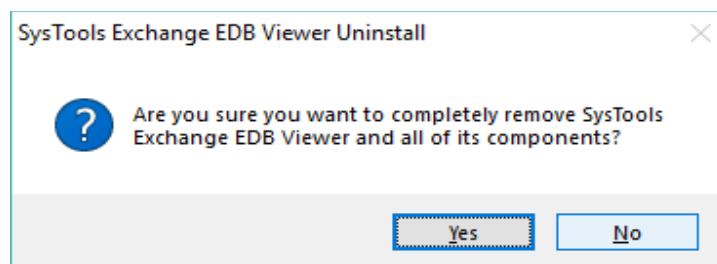 SysTools Exchange EDB Viewer Uninstall
Are you sure you want to completely remove SysTools
Exchange EDB Viewer and all of its components?
Yes No